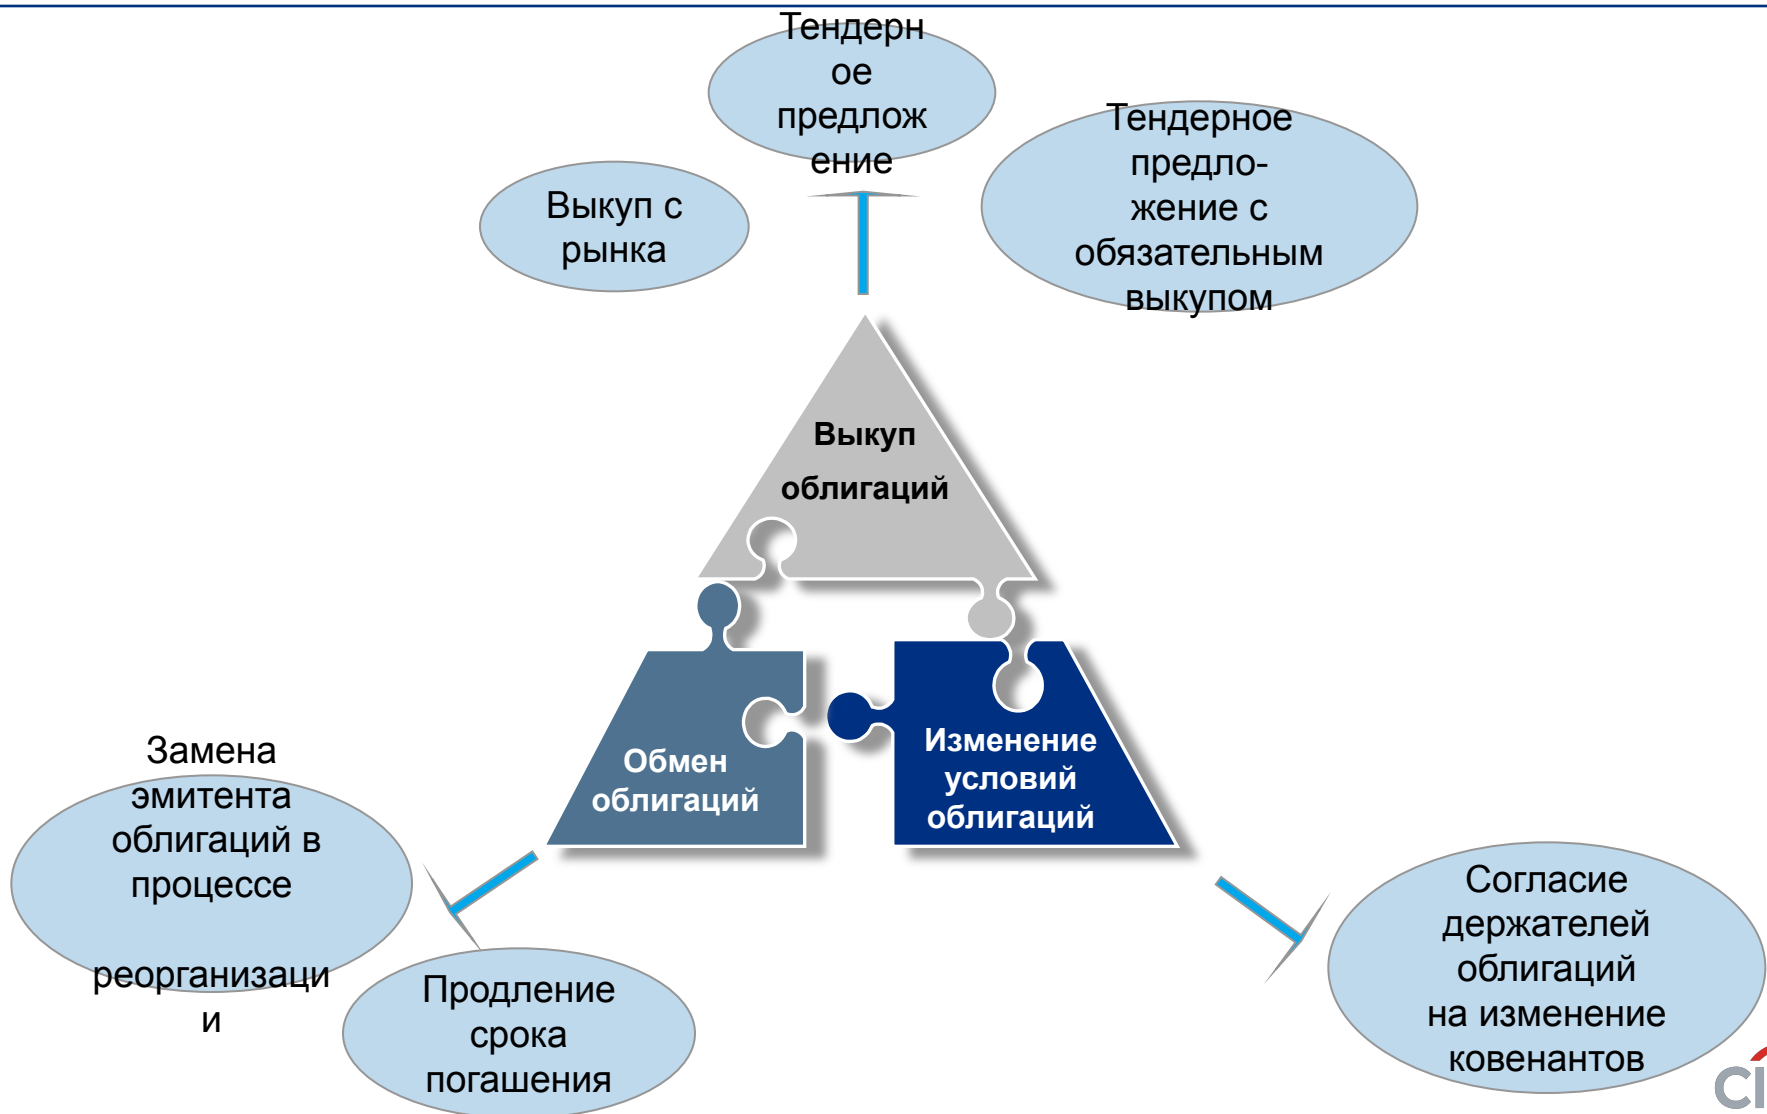 Тендерн
ое
предлож
ение
Тендерное
предло-
жение с
обязательным
выкупом
Выкуп с
рынка
Выкуп
облигаций
Обмен
облигаций
Изменение
условий
облигаций
Замена
эмитента
облигаций в
процессе
реорганизаци
и
Продление
срока
погашения
Согласие
держателей
облигаций
на изменение
ковенантов